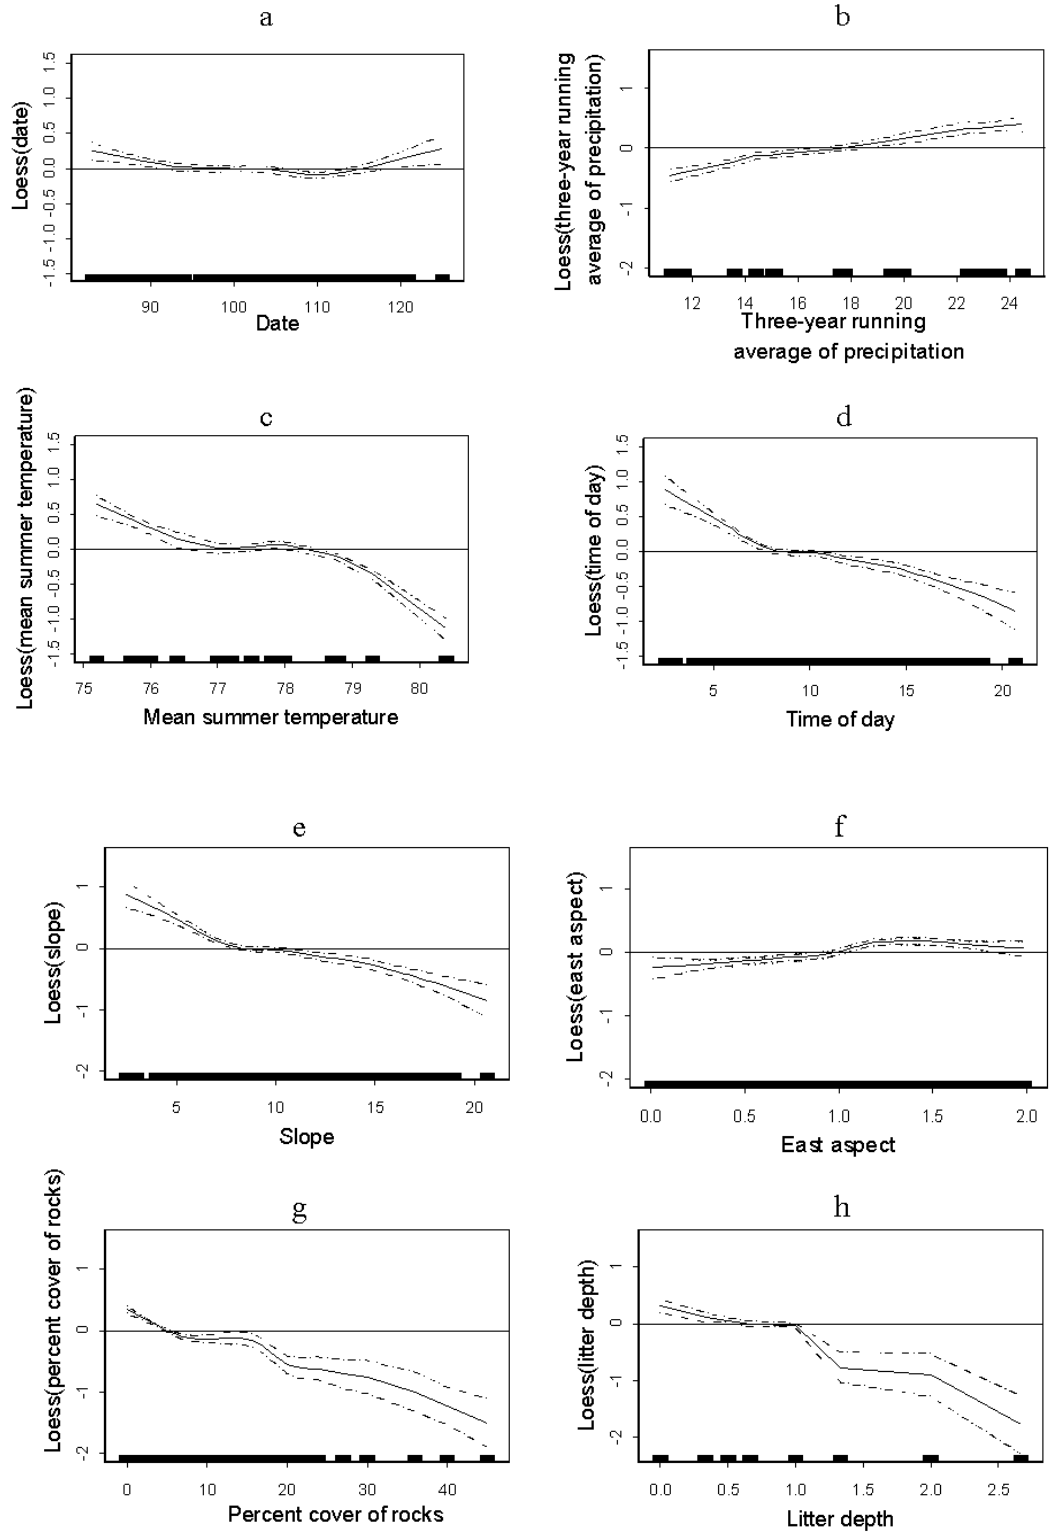 a
Loess(date)
1.5
1.0
0.5
0.0
-0.5
-1.0
-1.5
90 100 110 120
Date
b
Loess(three-year running
average of precipitation)
1
0
-1
-2
12 14 16 18 20 22 24
Three-year running
average of precipitation
c
Loess(mean summer temperature)
1.5
1.0
0.5
0.0
-0.5
-1.0
-1.5
75 76 77 78 79 80
Mean summer temperature
d
Loess(time of day)
1.5
1.0
0.5
0.0
-0.5
-1.0
-1.5
5 10 15 20
Time of day
e
Loess(slope)
1
0
-1
-2
5 10 15 20
Slope
f
Loess(east aspect)
1
0
-1
-2
0.0 0.5 1.0 1.5 2.0
East aspect
g
Loess(percent cover of rocks)
1
0
-1
-2
0 10 20 30 40
Percent cover of rocks
h
Loess(litter depth)
1
0
-1
-2
0.0 0.5 1.0 1.5 2.0 2.5
Litter depth